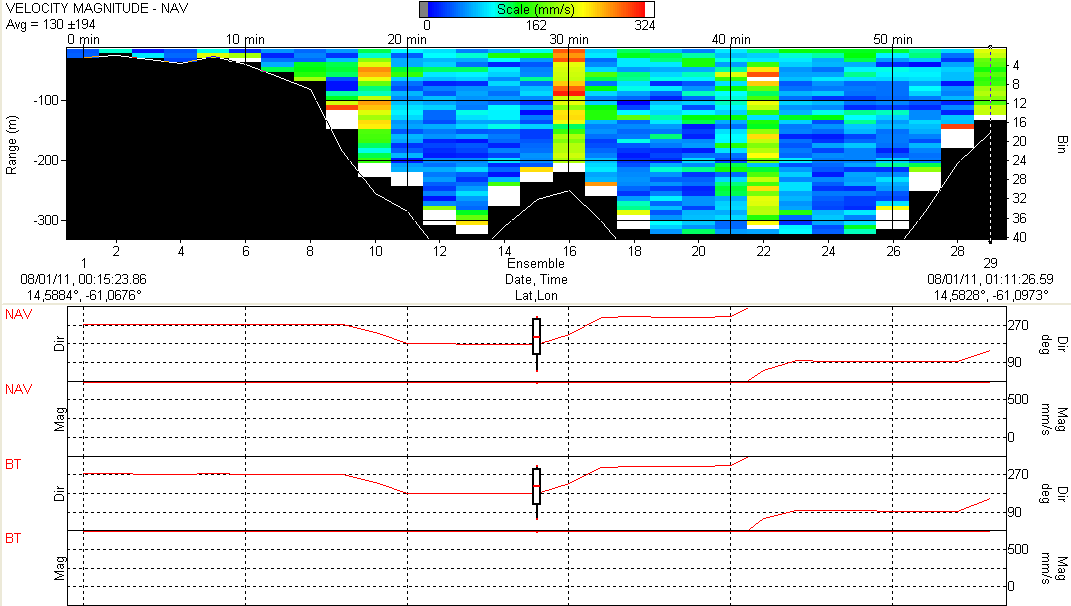 VELOCITY MAGNITUDE - NAV
Avg = 130 ±194
Scale (mm/s)
0 162 324
0 min 10 min 20 min 30 min 40 min 50 min
Range (m)
-100
-200
-300
4
8
12
16
20
24
28
32
36
40
Bin
2 4 6 8 10 12 14 16 18 20 22 24 26 28
1 Ensemble 29
08/01/11, 00:15:23.86 Date, Time 08/01/11, 01:11:26.59
14,5884°, -61,0676° Lat,Lon 14,5828°, -61,0973°
NAV
Dir
270
90
Dir
deg
NAV
Mag
500
0
Mag
mm/s
BT
Dir
270
90
Dir
deg
BT
Mag
500
0
Mag
mm/s